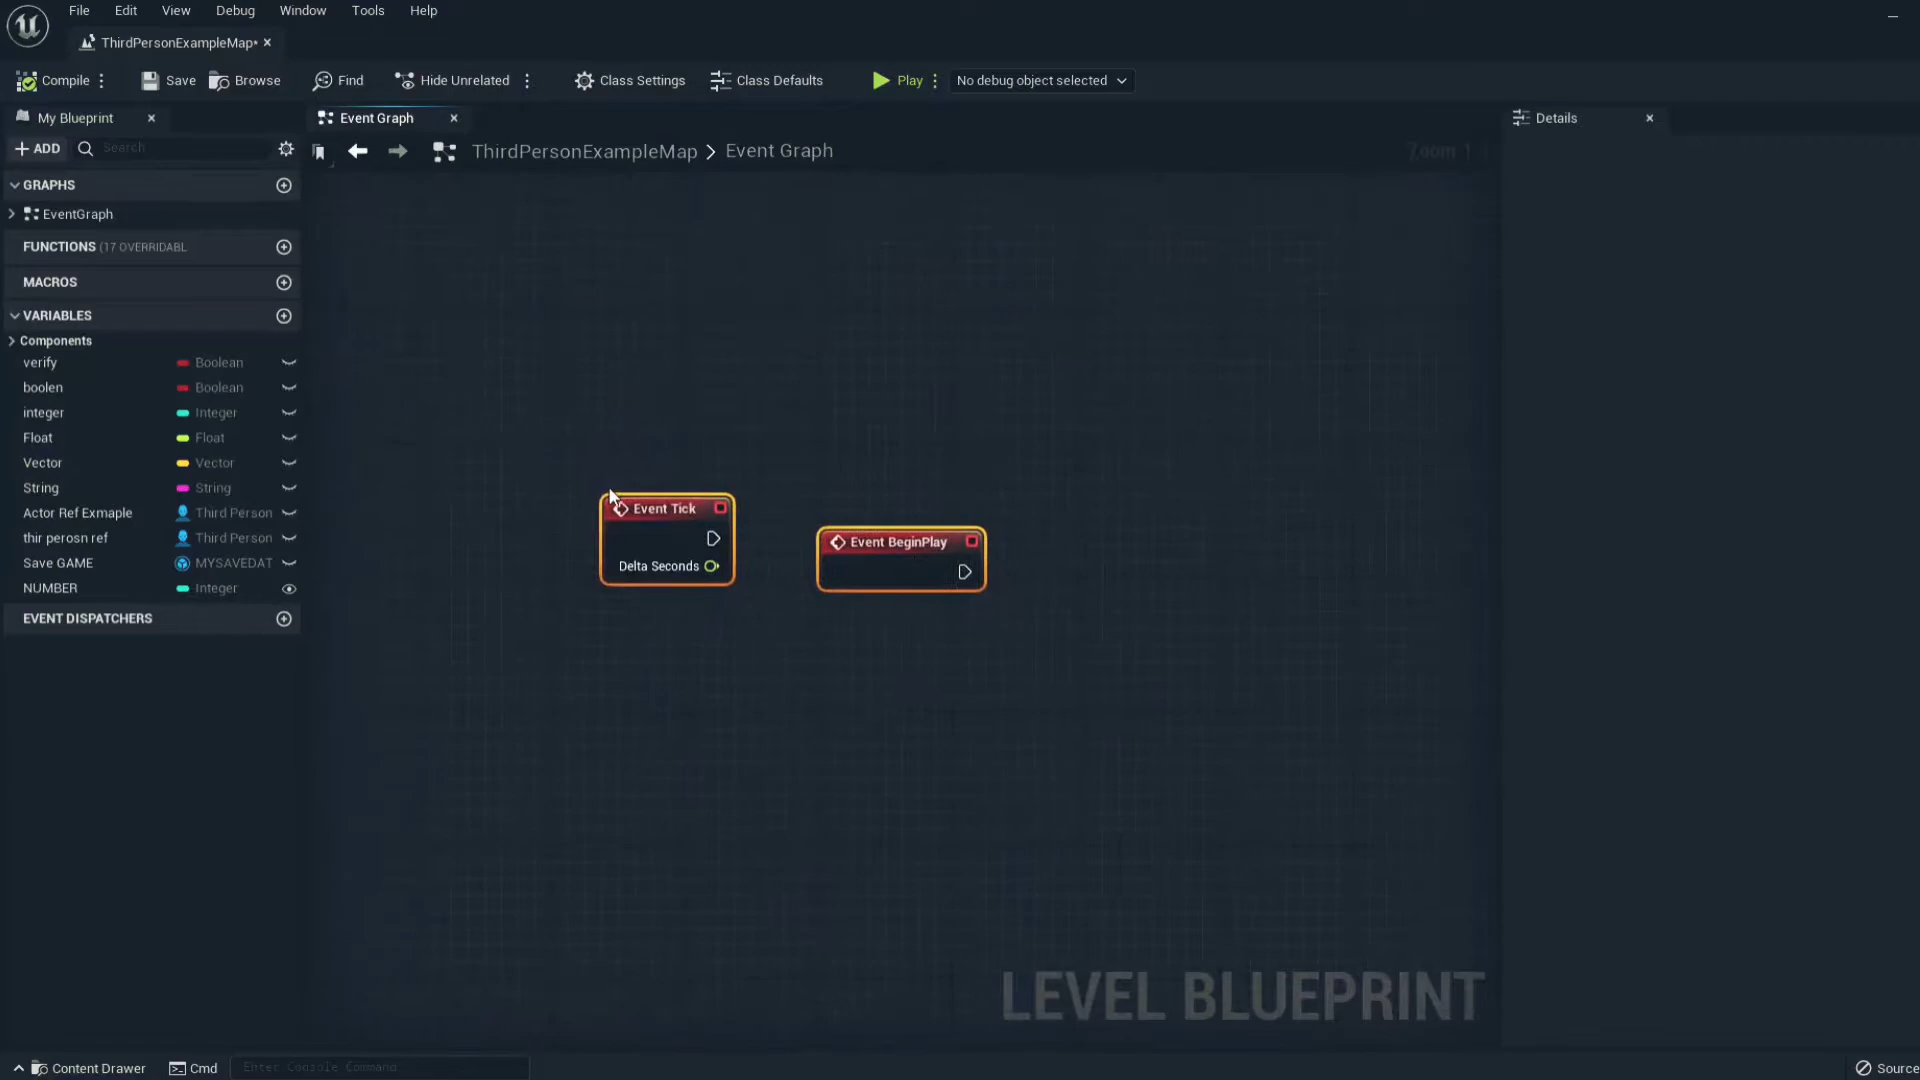 File Edit View Debug Window Tools Help
ThirdPersonExampleMap*
Compile Save Browse Find Hide Unrelated Class Settings Class Defaults Play No debug object selected
My Blueprint Event Graph Details
ADD Search ThirdPersonExampleMap > Event Graph Zoom
GRAPHS
EventGraph
FUNCTIONS (17 OVERRIDABL
MACROS
VARIABLES
Components
verify Boolean
boolen Boolean
integer Integer
Float Float
Vector Vector
String String
Actor Ref Exmaple Third Person
thir perosn ref Third Person
Save GAME MYSAVEDAT
NUMBER Integer
EVENT DISPATCHERS
Event Tick
Delta Seconds
Event BeginPlay
LEVEL BLUEPRINT
Content Drawer Cmd Enter Console Command Source